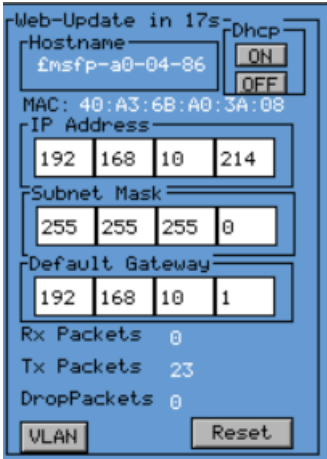 Web-Update in 17s
Dhcp
Hostname
£msfp-a0-04-86
ON
OFF
MAC: 40:A3:6B:A0:3A:08
IP Address
192 168 10 214
Subnet Mask
255 255 255 0
Default Gateway
192 168 10 1
Rx Packets 0
Tx Packets 23
DropPackets 0
VLAN Reset